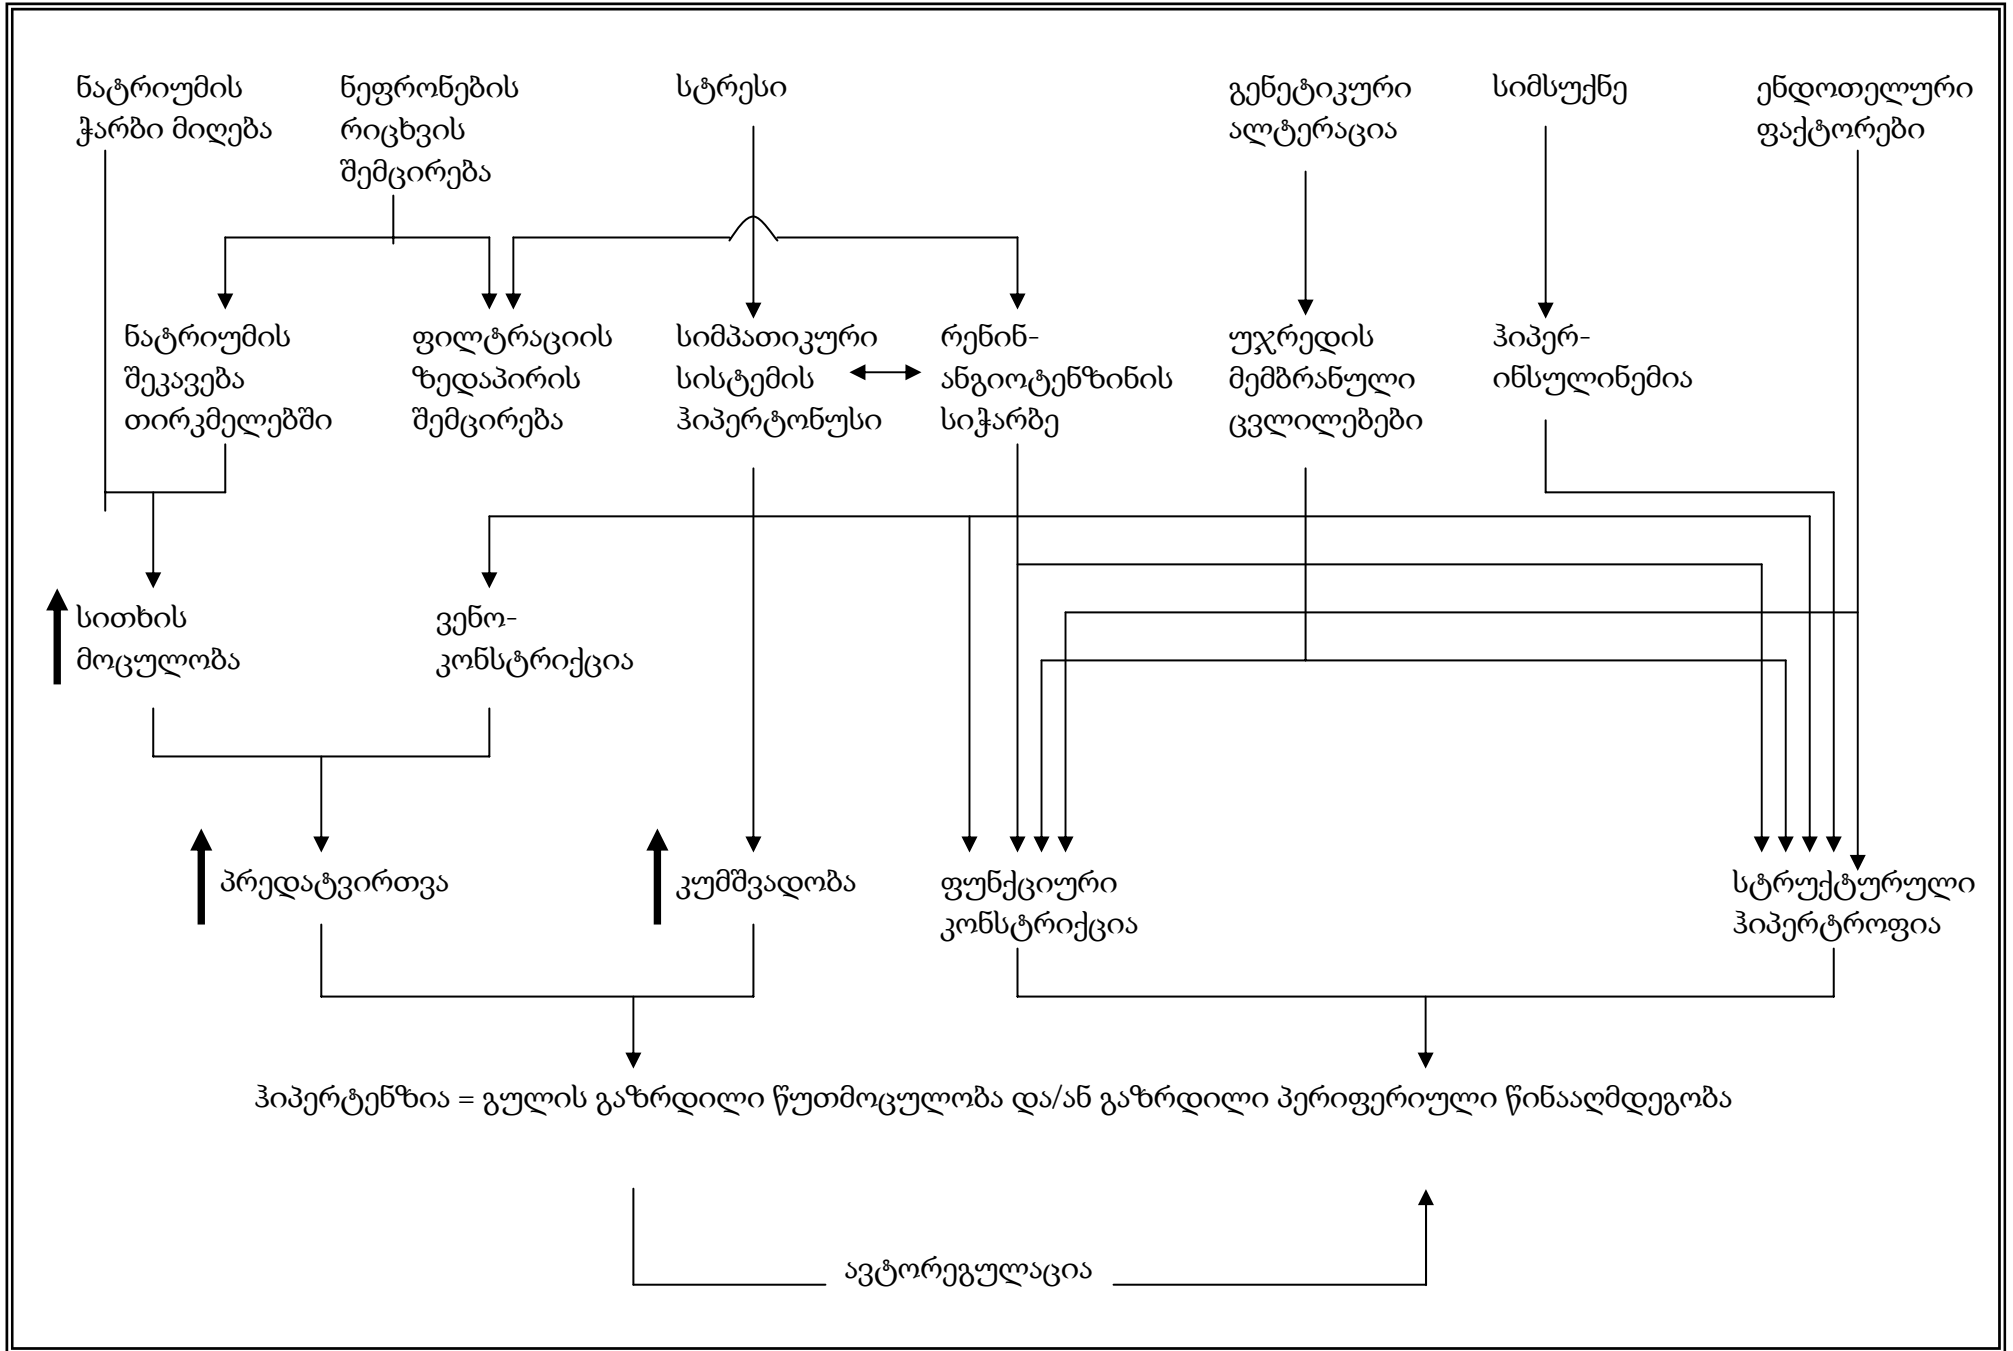 ნატრიუმის
ჭარბი მიღება
ნეფრონების
რიცხვის
შემცირება
სტრესი
გენეტიკური
ალტერაცია
სიმსუქნე
ენდოთელური
ფაქტორები
ნატრიუმის
შეკავება
თირკმელებში
ფილტრაციის
ზედაპირის
შემცირება
სიმპათიკური
სისტემის
ჰიპერტონუსი
რენინ-
ანგიოტენზინის
სიჭარბე
უჯრედის
მემბრანული
ცვლილებები
ჰიპერ-
ინსულინემია
სითხის
მოცულობა
ვენო-
კონსტრიქცია
პრედატვირთვა
კუმშვადობა
ფუნქციური
კონსტრიქცია
სტრუქტურული
ჰიპერტროფია
ჰიპერტენზია = გულის გაზრდილი წუთმოცულობა და/ან გაზრდილი პერიფერიული წინააღმდეგობა
ავტორეგულაცია